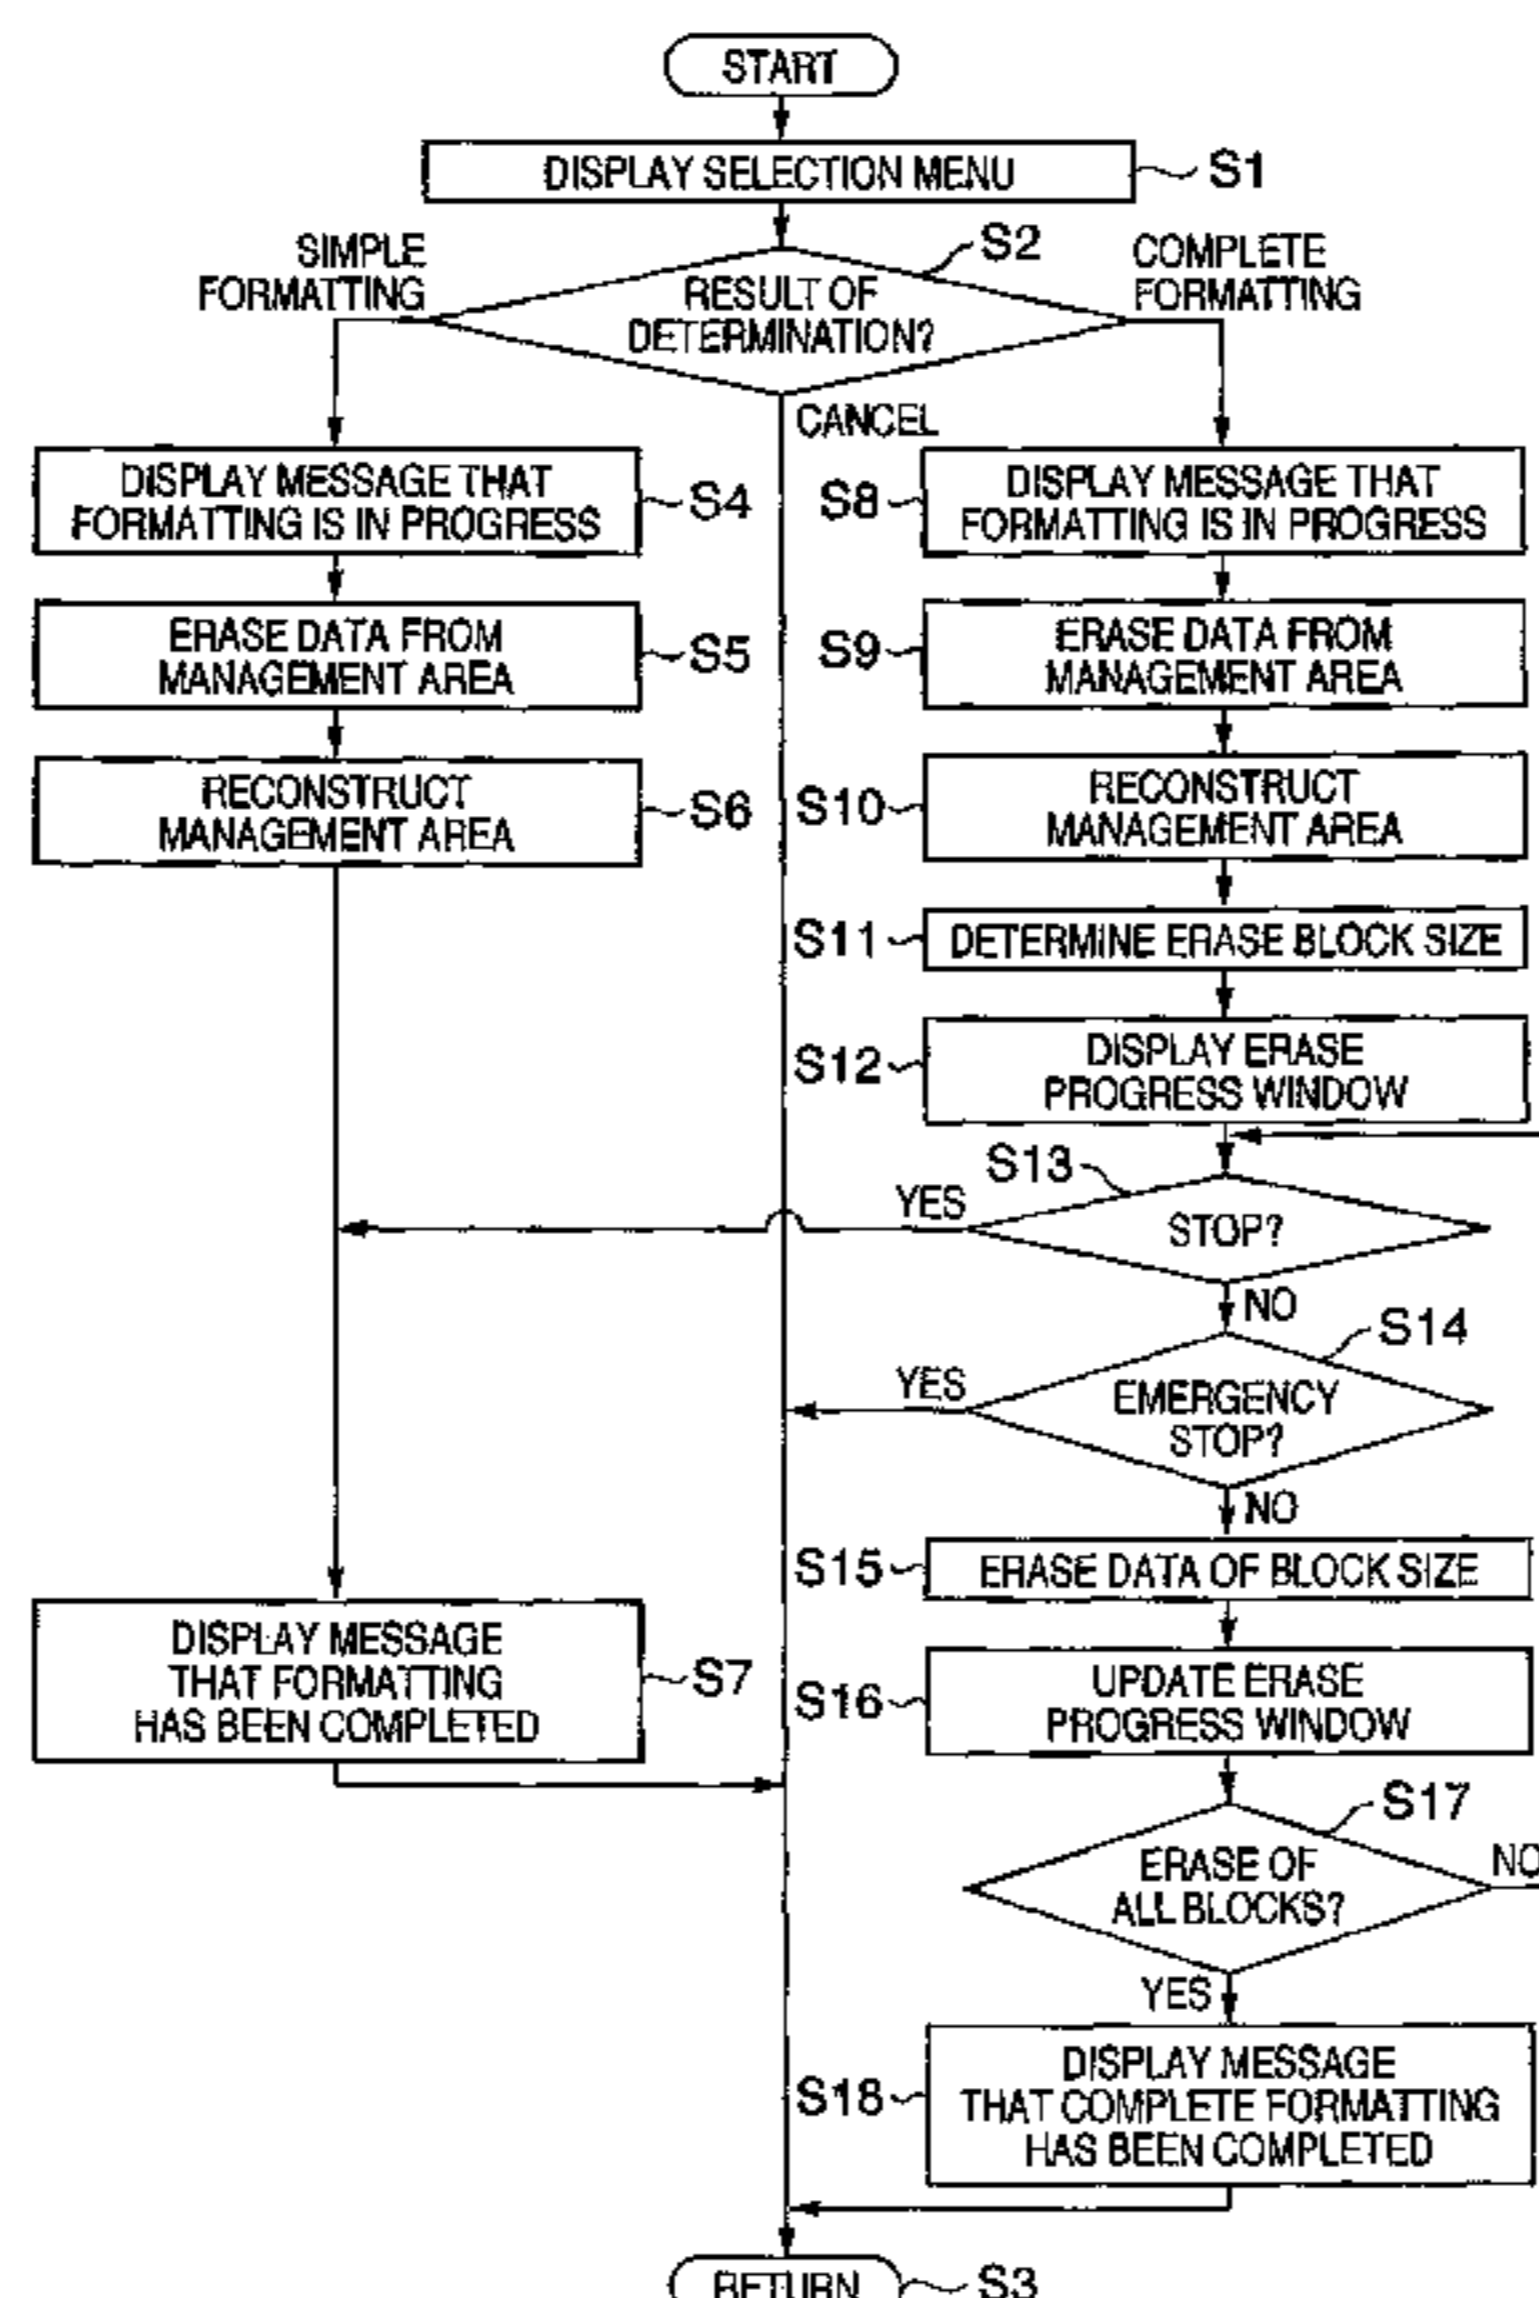 START
DISPLAY SELECTION MENU
S1
S2
SIMPLE
FORMATTING
RESULT OF
DETERMINATION?
COMPLETE
FORMATTING
CANCEL
DISPLAY MESSAGE THAT
FORMATTING IS IN PROGRESS
S4
ERASE DATA FROM
MANAGEMENT AREA
S5
RECONSTRUCT
MANAGEMENT AREA
S6
S8
DISPLAY MESSAGE THAT
FORMATTING IS IN PROGRESS
S9
ERASE DATA FROM
MANAGEMENT AREA
S10
RECONSTRUCT
MANAGEMENT AREA
S11
DETERMINE ERASE BLOCK SIZE
S12
DISPLAY ERASE
PROGRESS WINDOW
S13
YES
STOP?
NO
S14
YES
EMERGENCY
STOP?
NO
S15
ERASE DATA OF BLOCK SIZE
DISPLAY MESSAGE
THAT FORMATTING
HAS BEEN COMPLETED
S7
S16
UPDATE ERASE
PROGRESS WINDOW
S17
ERASE OF
ALL BLOCKS?
NO
YES
S18
DISPLAY MESSAGE
THAT COMPLETE FORMATTING
HAS BEEN COMPLETED
RETURN
S3